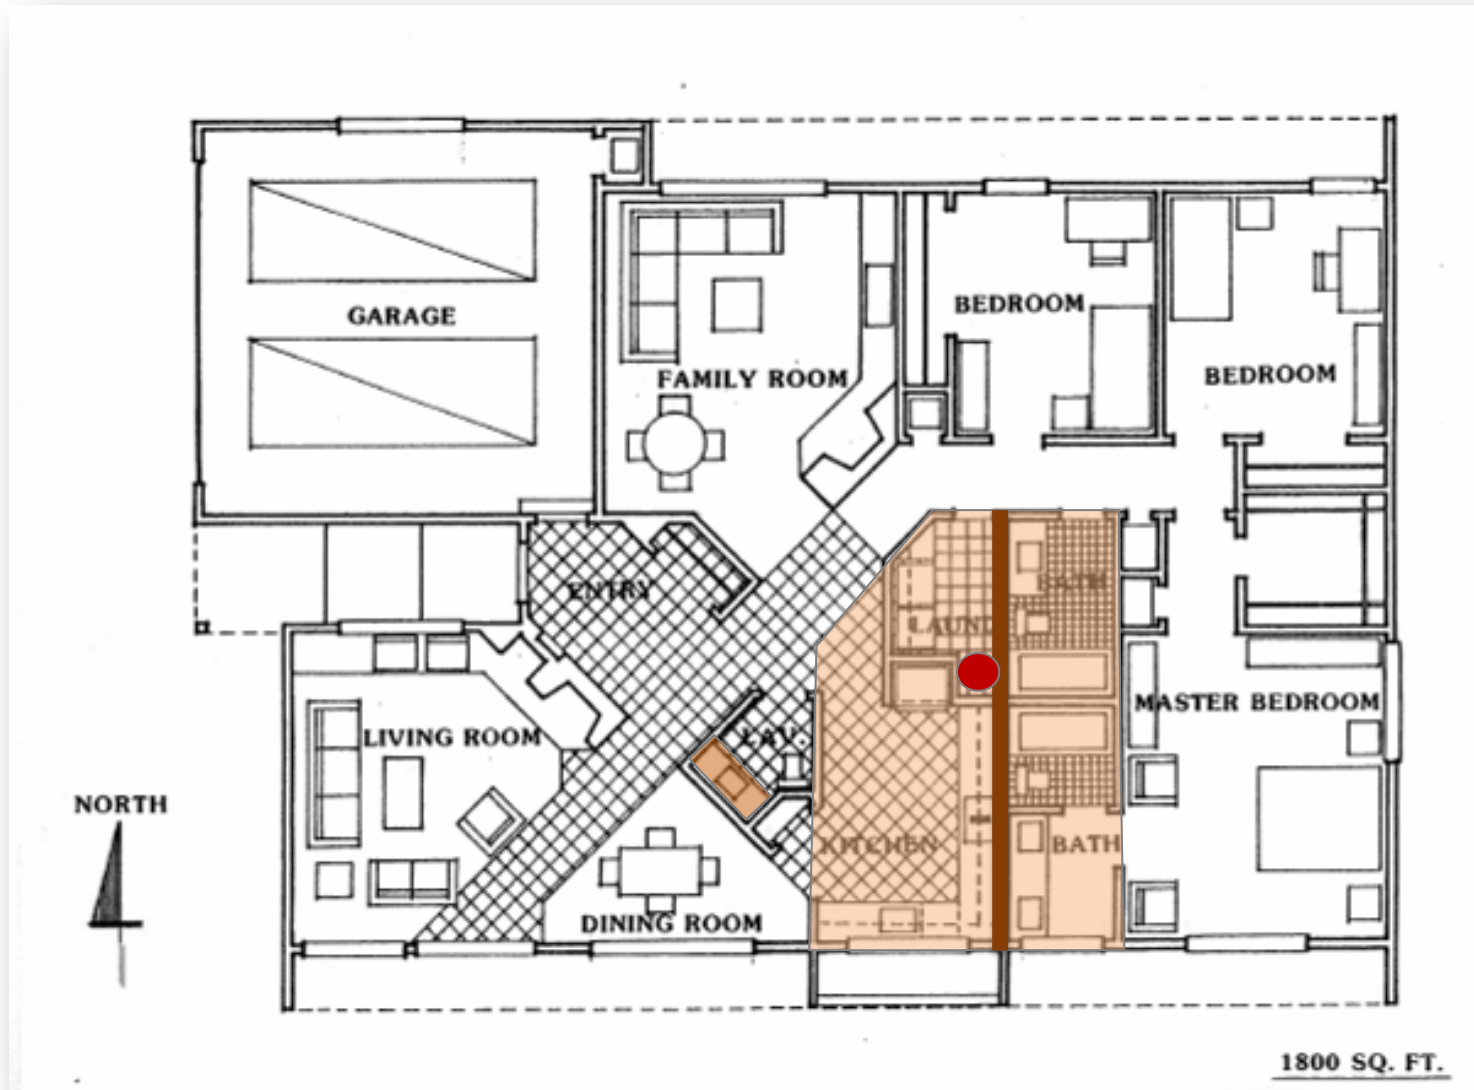 GARAGE
BEDROOM
BEDROOM
FAMILY ROOM
ENTRY
BATH
LAUND
MASTER BEDROOM
LIVING ROOM
LAV.
NORTH
KITCHEN
BATH
DINING ROOM
1800 SQ. FT.